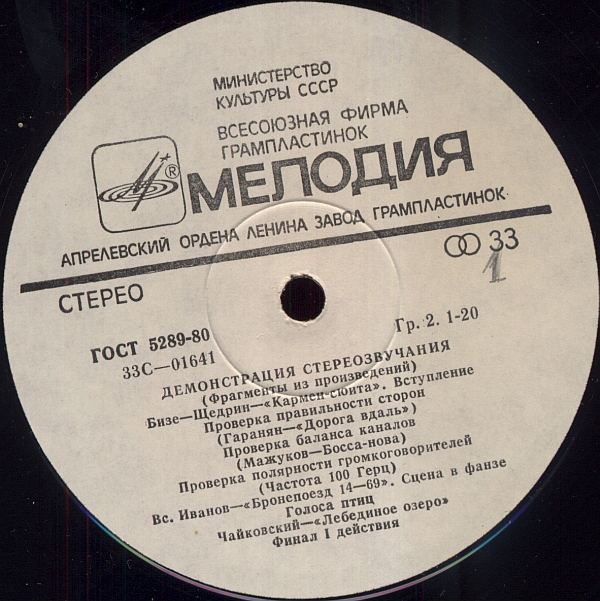 МИНИСТЕРСТВО
КУЛЬТУРЫ СССР
ВСЕСОЮЗНАЯ ФИРМА
ГРАМПЛАСТИНОК
®
МЕЛОДИЯ
АПРЕЛЕВСКИЙ ОРДЕНА ЛЕНИНА ЗАВОД ГРАМПЛАСТИНОК
СТЕРЕО
33
1
ГОСТ 5289-80
Гр. 2. 1-20
33С—01641
ДЕМОНСТРАЦИЯ СТЕРЕОЗВУЧАНИЯ
(Фрагменты из произведений)
Бизе—Щедрин—«Кармен-сюита». Вступление
Проверка правильности сторон
(Гаранян—«Дорога вдаль»)
Проверка баланса каналов
(Мажуков—Босса-нова)
Проверка полярности громкоговорителей
(Частота 100 Герц)
Вс. Иванов—«Бронепоезд 14—69». Сцена в фанзе
Голоса птиц
Чайковский—«Лебединое озеро»
Финал I действия